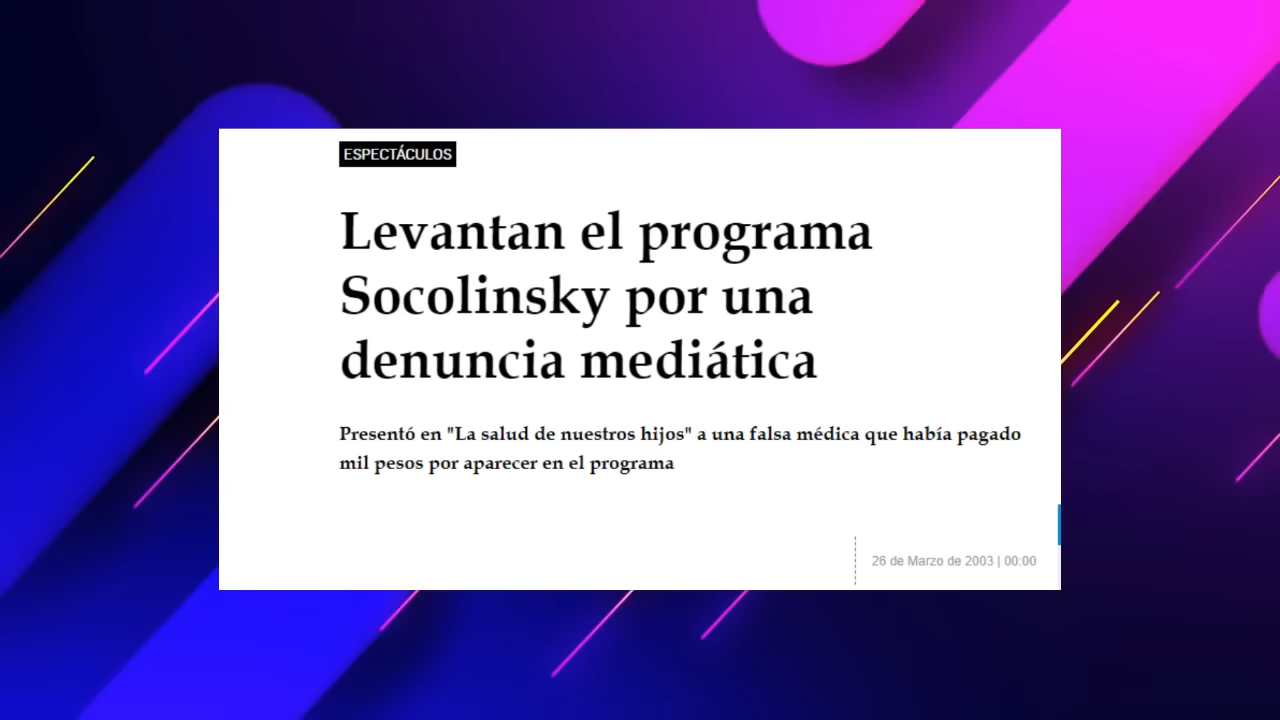 ESPECTÁCULOS
Levantan el programa
Socolinsky por una
denuncia mediática
Presentó en "La salud de nuestros hijos" a una falsa médica que había pagado
mil pesos por aparecer en el programa
26 de Marzo de 2003 | 00:00